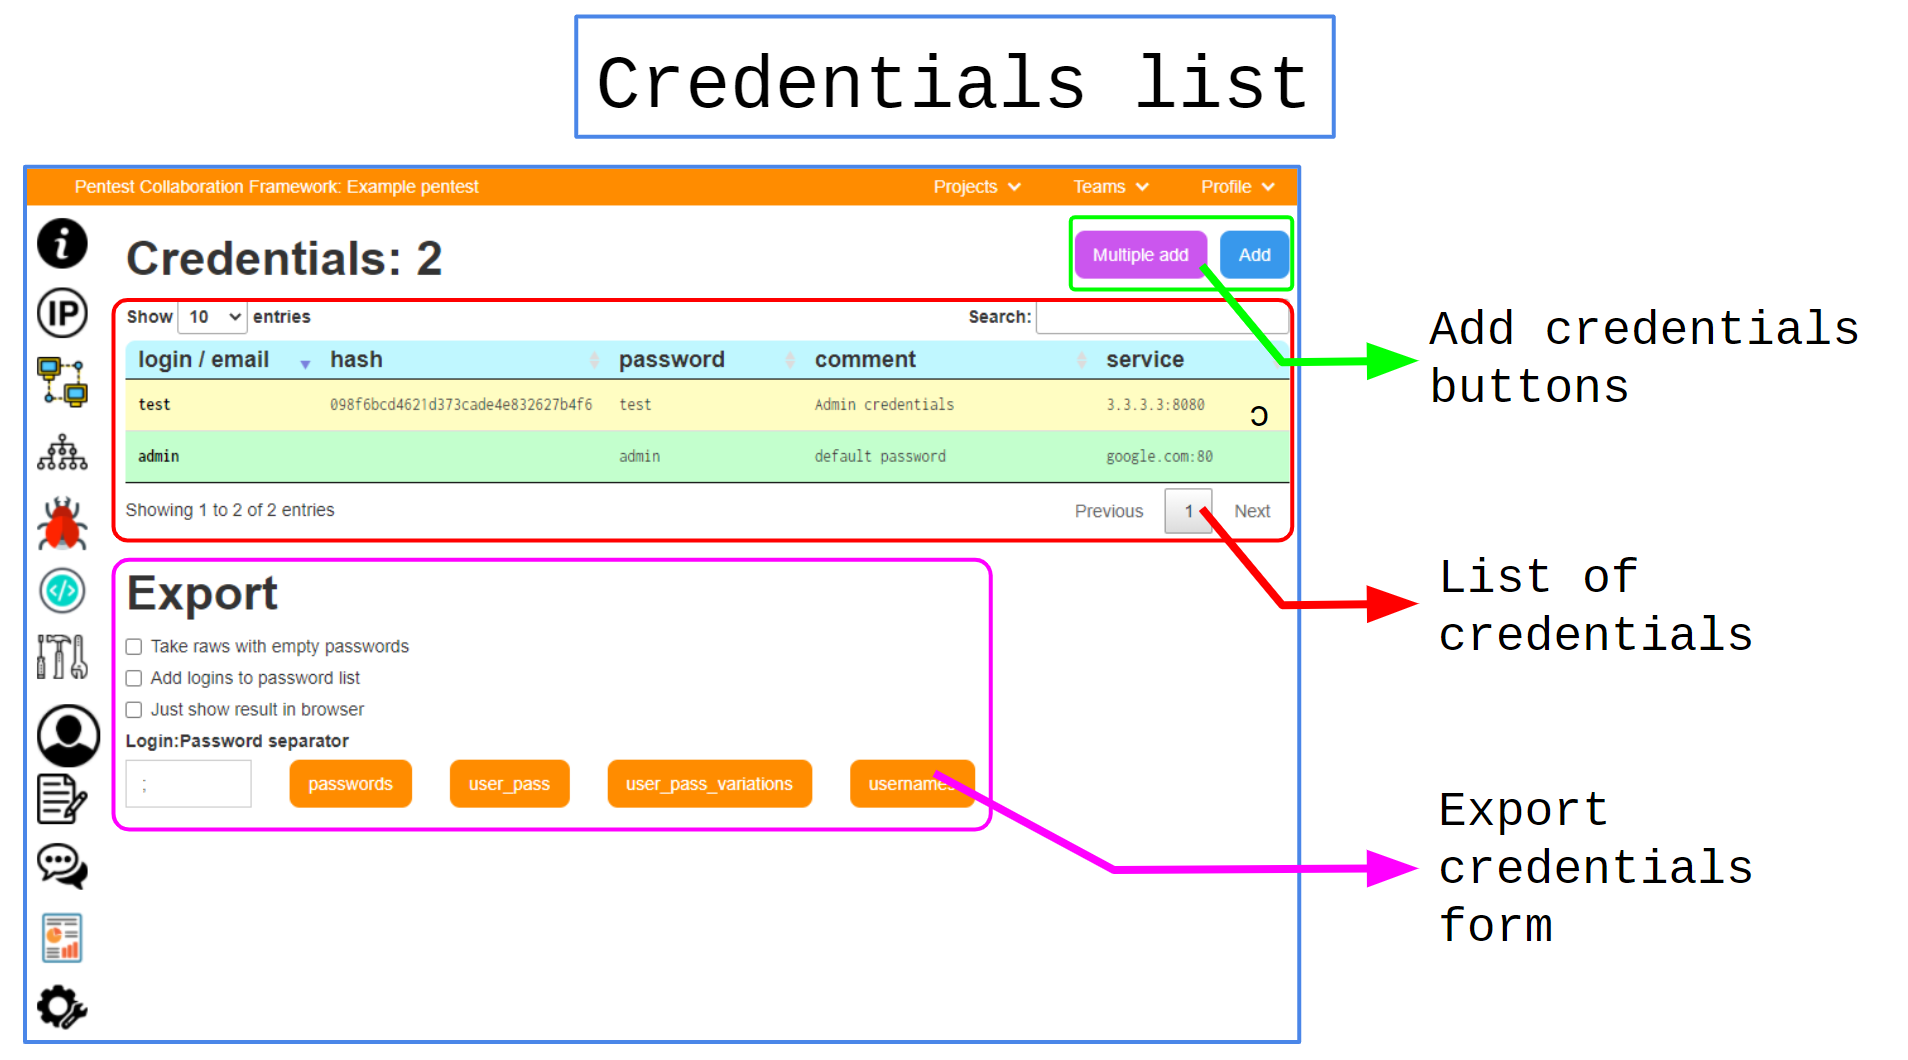 Credentials list
Pentest Collaboration Framework: Example pentest Projects Teams Profile
IP
Credentials: 2 Multiple add Add
Show 10 entries Search:
login / email hash password comment service
test 098f6bcd4621d373cade4e832627b4f6 test Admin credentials 3.3.3.3:8080
ɔ
admin admin default password google.com:80
Showing 1 to 2 of 2 entries Previous 1 Next
Export
Take raws with empty passwords
Add logins to password list
Just show result in browser
Login:Password separator
; passwords user_pass user_pass_variations usernames
Add credentials
buttons
List of
credentials
Export
credentials
form